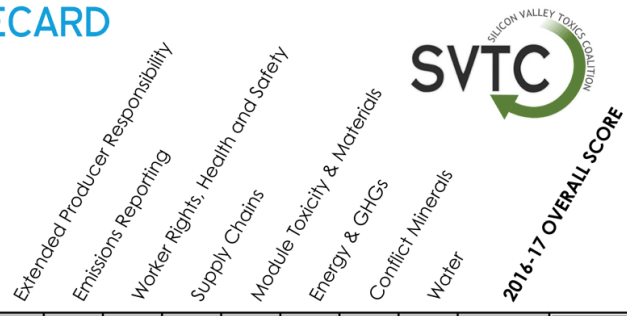 ECARD
SILICON VALLEY TOXICS COALITION
SVTC
Extended Producer Responsibility
Emissions Reporting
Worker Rights, Health and Safety
Supply Chains
Module Toxicity & Materials
Energy & GHGs
Conflict Minerals
Water
2016-17 OVERALL SCORE